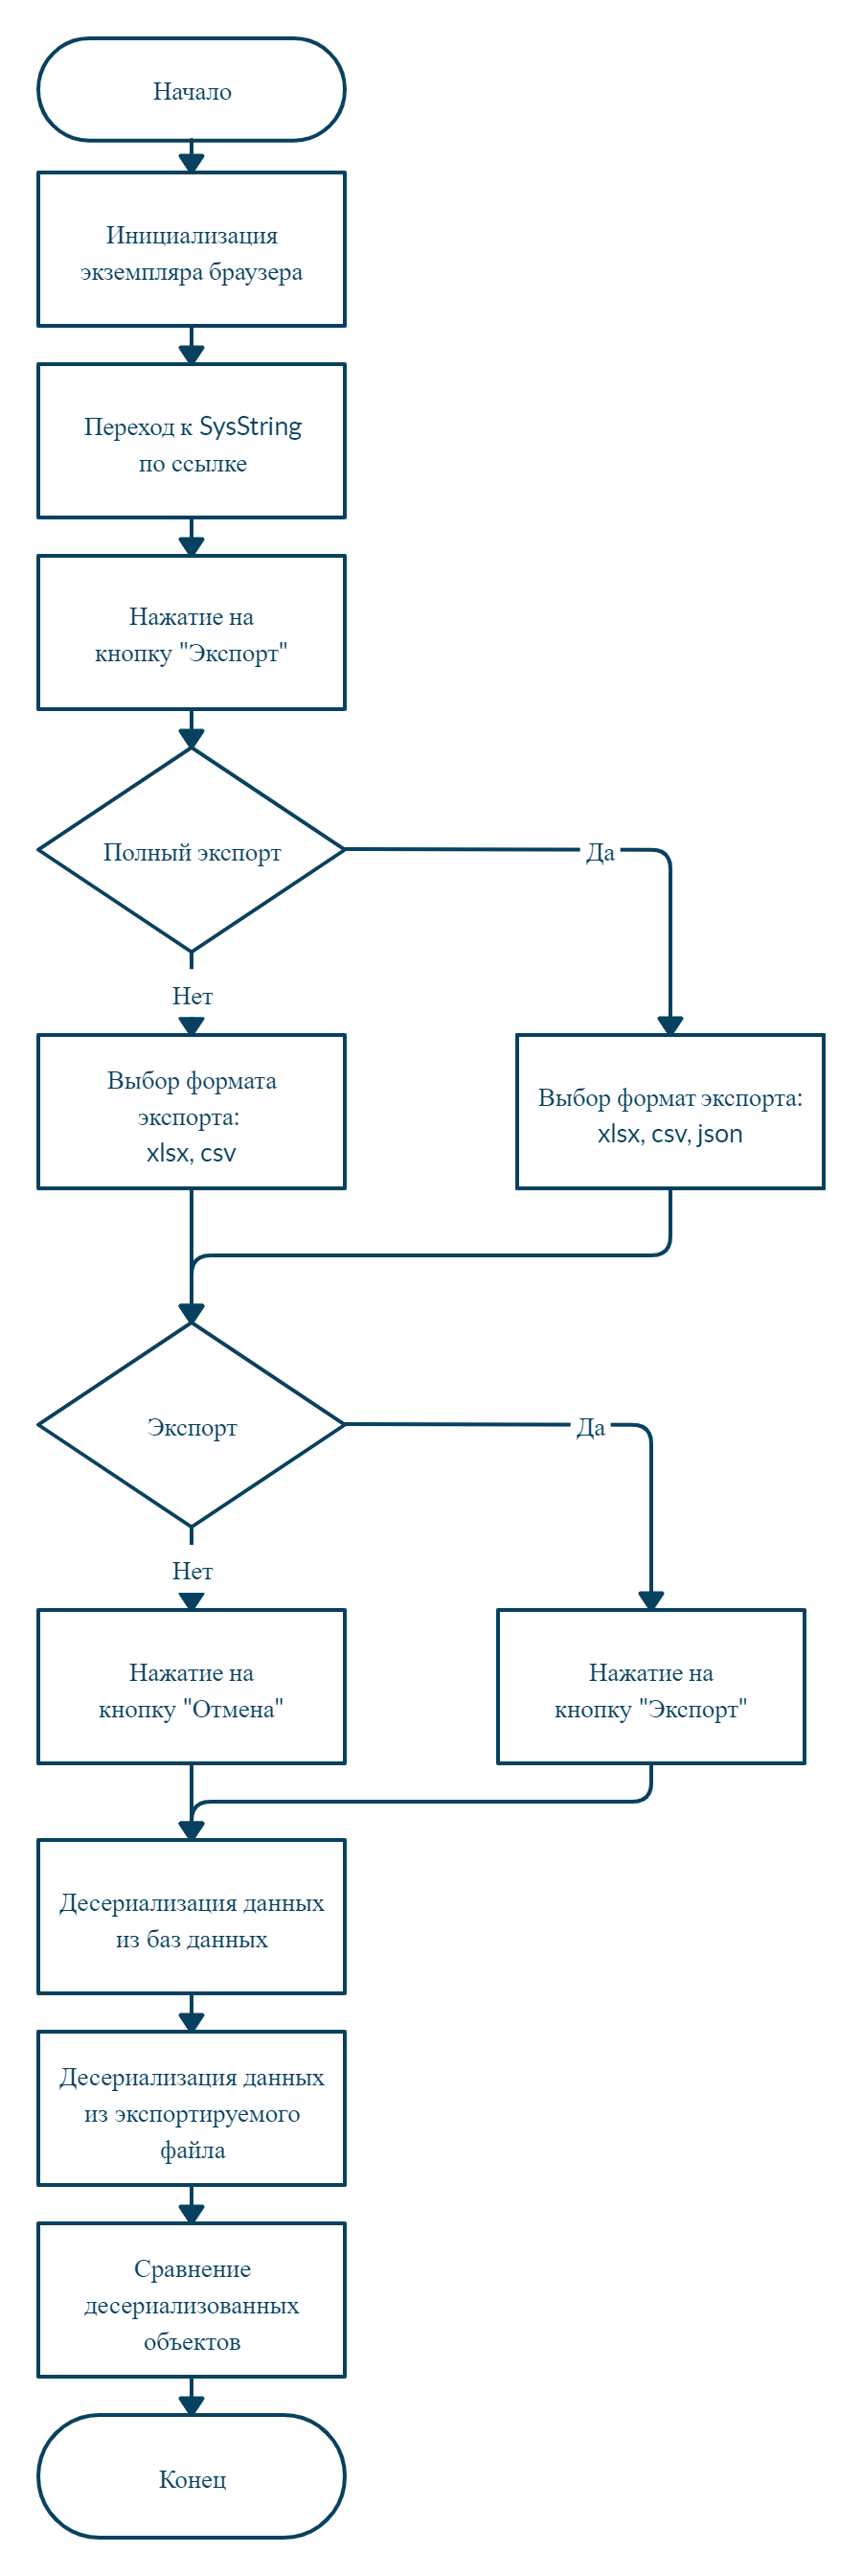 Начало
Инициализация
экземпляра браузера
Переход к SysString
по ссылке
Нажатие на
кнопку "Экспорт"
Полный экспорт
Да
Нет
Выбор формата
экспорта:
xlsx, csv
Выбор формат экспорта:
xlsx, csv, json
Экспорт
Да
Нет
Нажатие на
кнопку "Отмена"
Нажатие на
кнопку "Экспорт"
Десериализация данных
из баз данных
Десериализация данных
из экспортируемого
файла
Сравнение
десериализованных
объектов
Конец